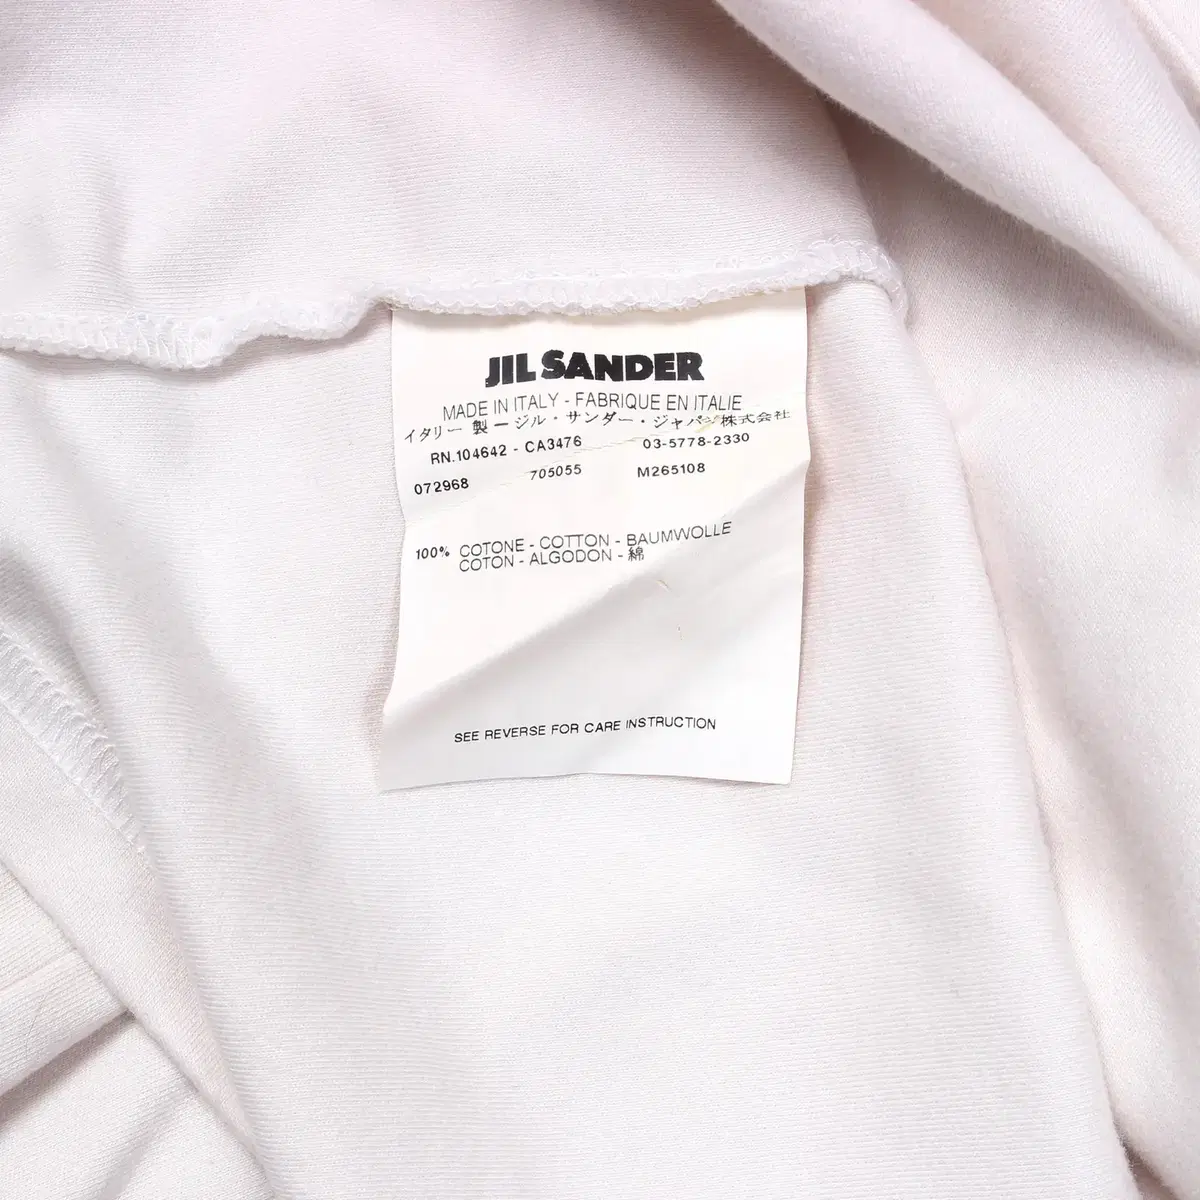 JIL SANDER
MADE IN ITALY - FABRIQUE EN ITALIE
イタリー 製 ージル・サンダー・ジャパン株式会社
RN.104642 - CA3476 03-5778-2330
072968 705055 M265108
100% COTONE - COTTON - BAUMWOLLE
COTON - ALGODON - 綿
SEE REVERSE FOR CARE INSTRUCTION